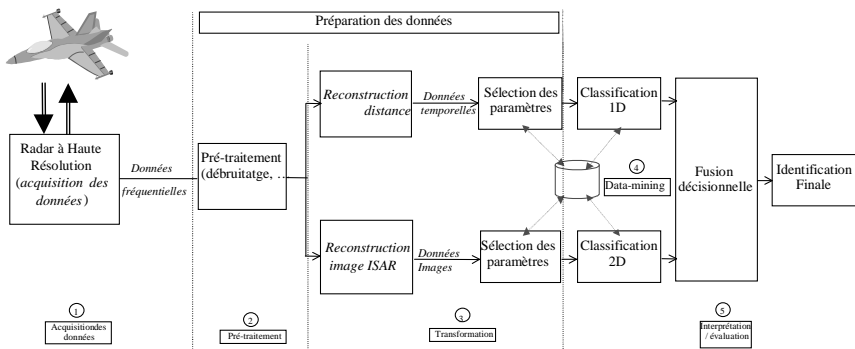 Préparation des données
Radar à Haute
Résolution
(acquisition des
données)
Données
fréquentielles
Pré-traitement
(débruitatge, ...
Reconstruction
distance
Données
temporelles
Sélection des
paramètres
Classification
1D
Reconstruction
image ISAR
Données
Images
Sélection des
paramètres
Classification
2D
4
Data-mining
Fusion
décisionnelle
Identification
Finale
1
Acquisitiondes
données
2
Pré-traitement
3
Transformation
5
Interprétation
/ évaluation